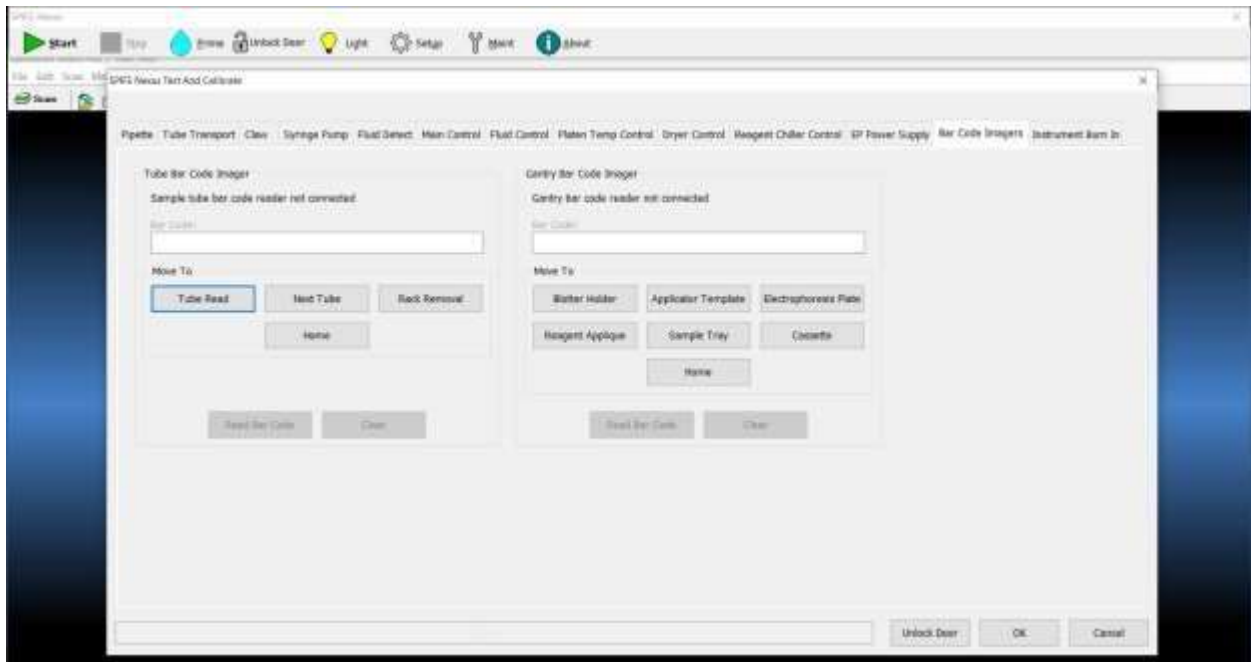 SPIFE Nexus
Start Stop Prime Unlock Door Light Setup Maint About
File Edit Scan
SPIFE Nexus Test And Calibrate
Scan
Pipette Tube Transport Claw Syringe Pump Fluid Detect Main Control Fluid Control Platen Temp Control Dryer Control Reagent Chiller Control EP Power Supply Bar Code Imagers Instrument Burn In
Tube Bar Code Imager
Sample tube bar code reader not connected
Bar Code:
Move To
Tube Read Next Tube Rack Removal
Home
Read Bar Code Clear
Gantry Bar Code Imager
Gantry bar code reader not connected
Bar Code:
Move To
Blotter Holder Applicator Template Electrophoresis Plate
Reagent Applique Sample Tray Cassette
Home
Read Bar Code Clear
Unlock Door OK Cancel